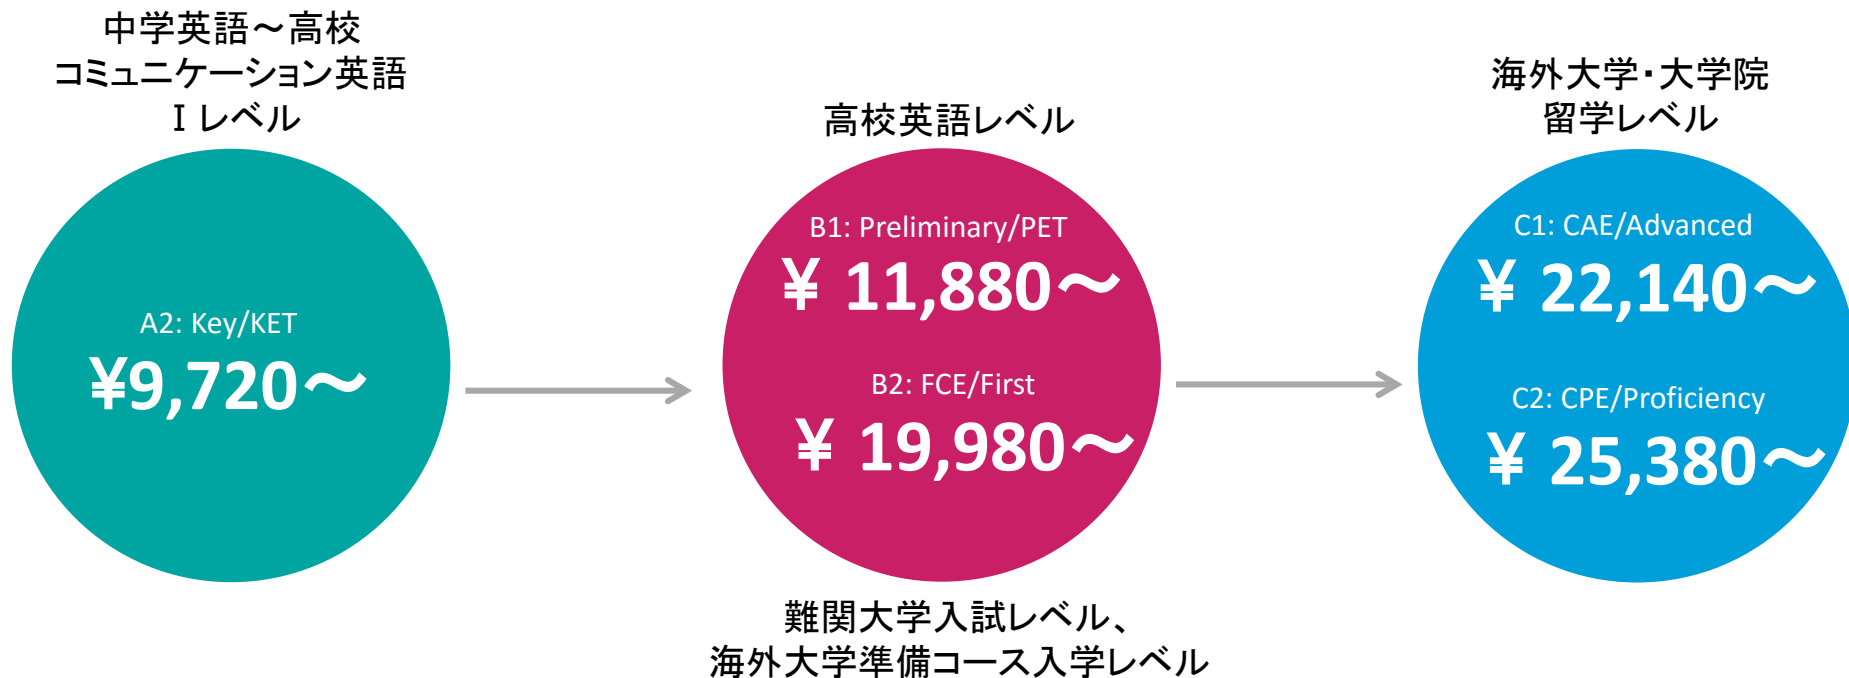 中学英語～高校
コミュニケーション英語
Ⅰレベル
A2: Key/KET
¥9,720～
高校英語レベル
B1: Preliminary/PET
¥ 11,880～
B2: FCE/First
¥ 19,980～
難関大学入試レベル、
海外大学準備コース入学レベル
海外大学・大学院
留学レベル
C1: CAE/Advanced
¥ 22,140～
C2: CPE/Proficiency
¥ 25,380～